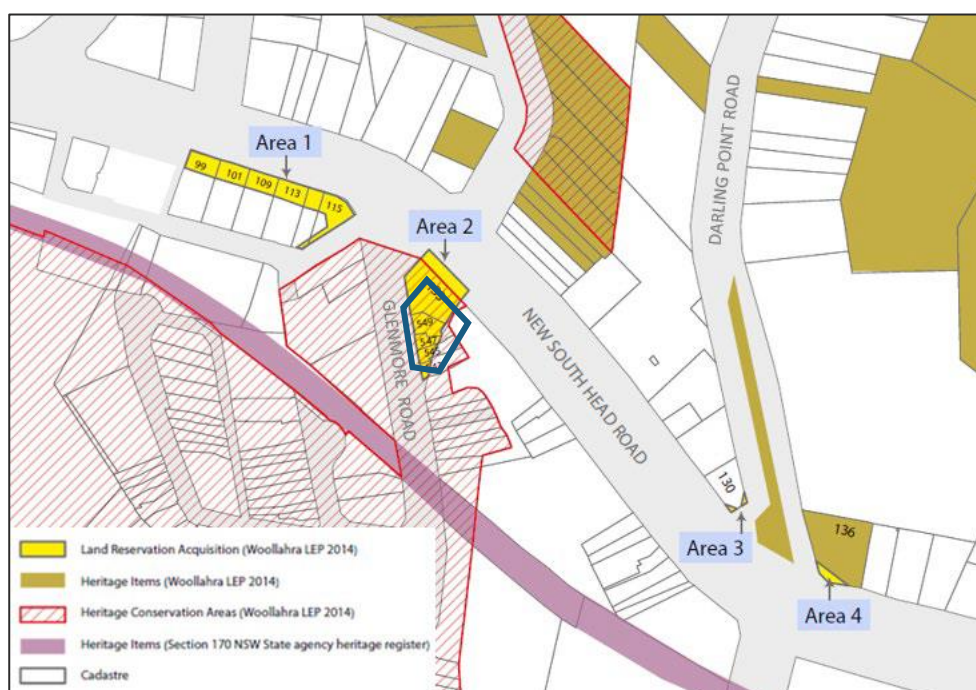 Area 1
99
101
109
113
115
Area 2
549
547
GLENMORE ROAD
NEW SOUTH HEAD ROAD
DARLING POINT ROAD
130
Area 3
136
Area 4
Land Reservation Acquisition (Woollahra LEP 2014)
Heritage Items (Woollahra LEP 2014)
Heritage Conservation Areas (Woollahra LEP 2014)
Heritage Items (Section 170 NSW State agency heritage register)
Cadastre